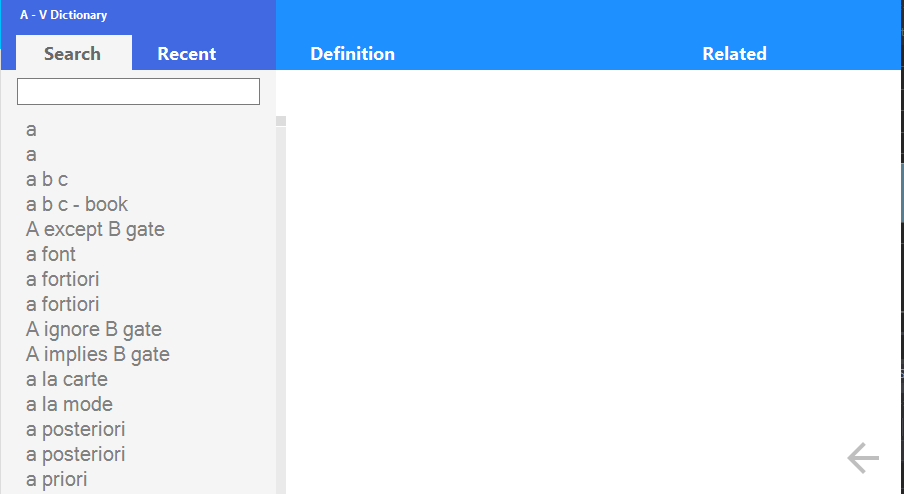 A - V Dictionary
Search Recent Definition Related
a
a
a b c
a b c - book
A except B gate
a font
a fortiori
a fortiori
A ignore B gate
A implies B gate
a la carte
a la mode
a posteriori
a posteriori
a priori